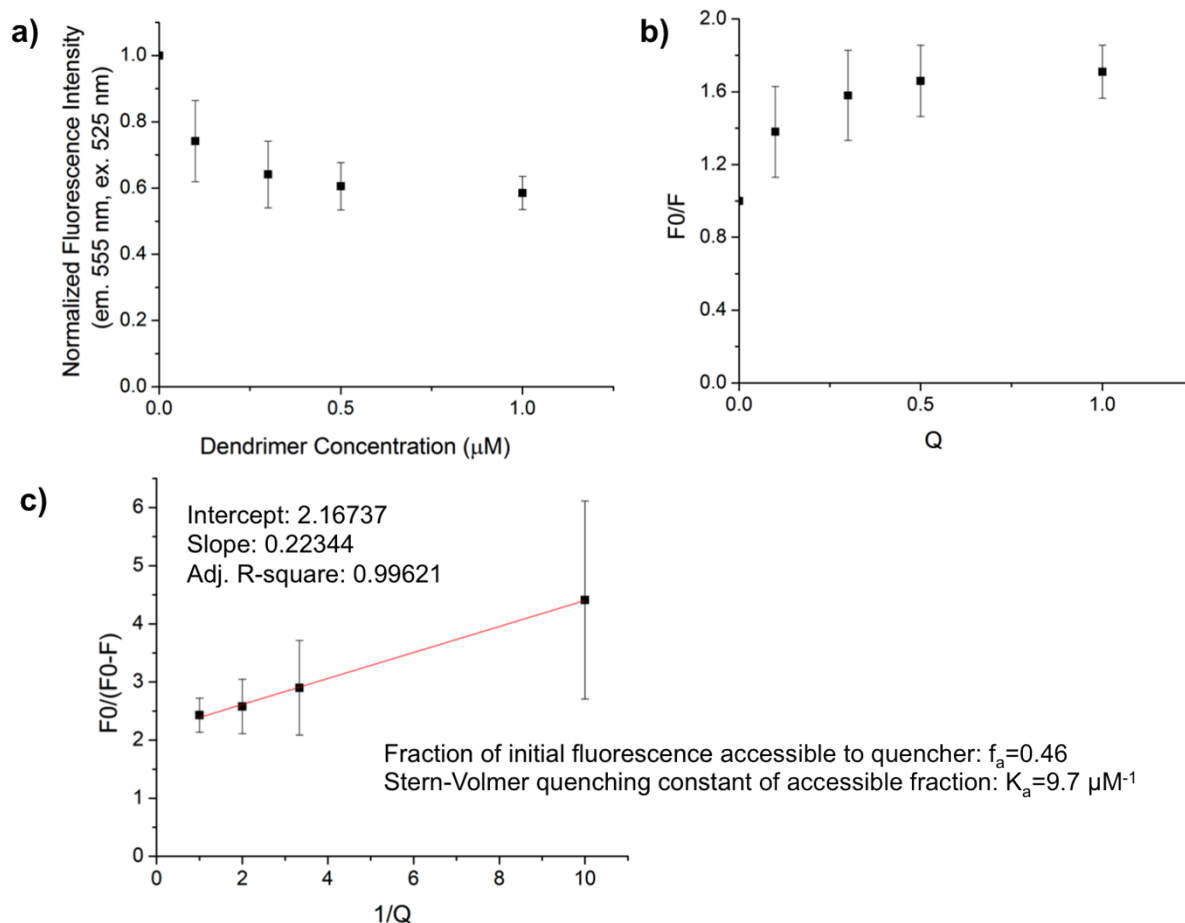 a)
Normalized Fluorescence Intensity
(em. 555 nm, ex. 525 nm)
1.0
0.8
0.6
0.4
0.2
0.0
0.0 0.5 1.0
Dendrimer Concentration (μM)
b)
F0/F
2.0
1.6
1.2
0.8
0.4
0.0
0.0 0.5 1.0
Q
c)
F0/(F0-F)
6
5
4
3
2
1
0
Intercept: 2.16737
Slope: 0.22344
Adj. R-square: 0.99621
Fraction of initial fluorescence accessible to quencher: fa=0.46
Stern-Volmer quenching constant of accessible fraction: Ka=9.7 μM-1
0 2 4 6 8 10
1/Q